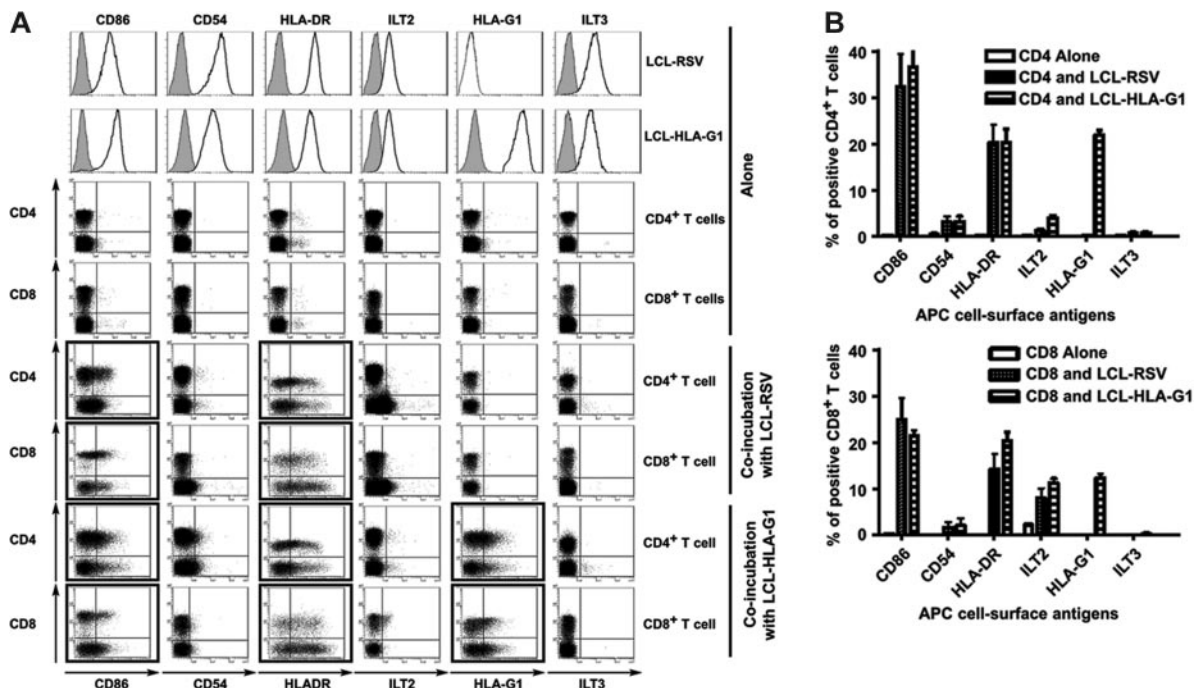 A
CD86 CD54 HLA-DR ILT2 HLA-G1 ILT3
LCL-RSV
LCL-HLA-G1
Alone
CD4
CD4+ T cells
CD8
CD8+ T cells
CD4
CD4+ T cell
CD8
CD8+ T cell
Co-incubation
with LCL-RSV
CD4
CD4+ T cell
CD8
CD8+ T cell
Co-incubation
with LCL-HLA-G1
CD86 CD54 HLADR ILT2 HLA-G1 ILT3
B
% of positive CD4+ T cells
40
30
20
10
0
CD4 Alone
CD4 and LCL-RSV
CD4 and LCL-HLA-G1
CD86 CD54 HLA-DR ILT2 HLA-G1 ILT3
APC cell-surface antigens
% of positive CD8+ T cells
40
30
20
10
0
CD8 Alone
CD8 and LCL-RSV
CD8 and LCL-HLA-G1
CD86 CD54 HLA-DR ILT2 HLA-G1 ILT3
APC cell-surface antigens